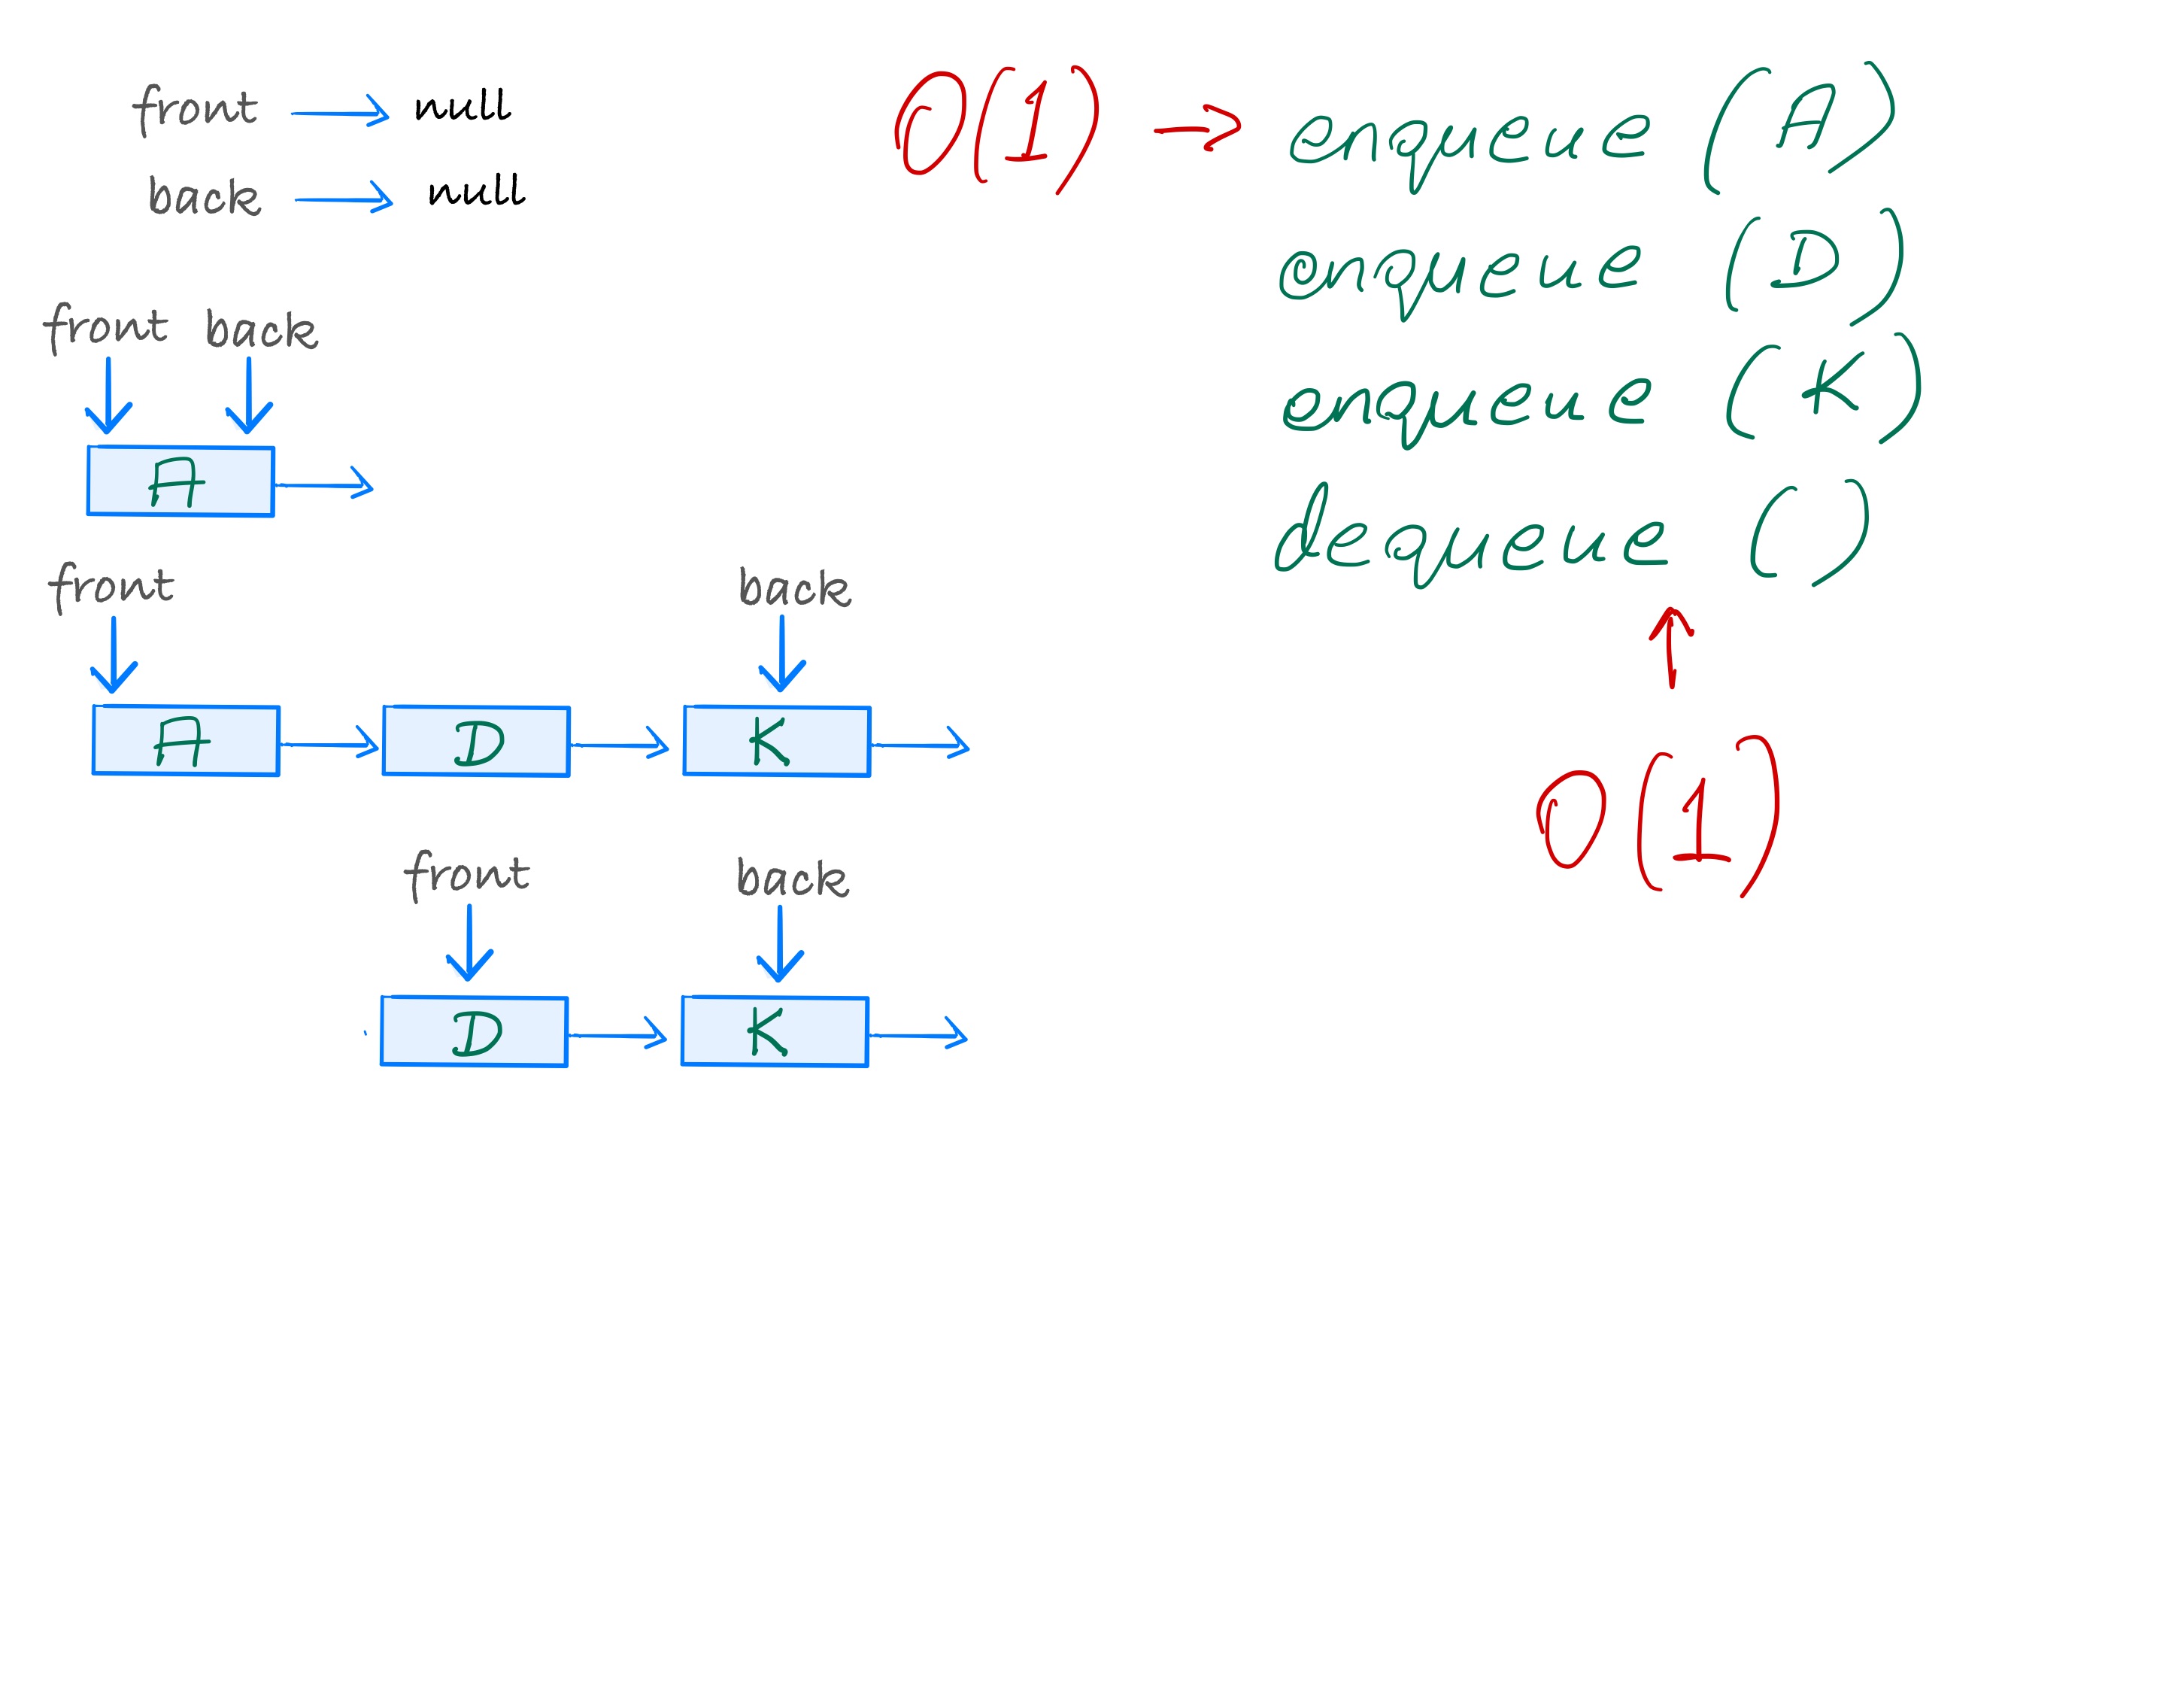 front → null
back → null
front back
A
front back
A D K
front back
D K
O(1) → enqueue (A)
enqueue (D)
enqueue (K)
dequeue ( )
O(1)